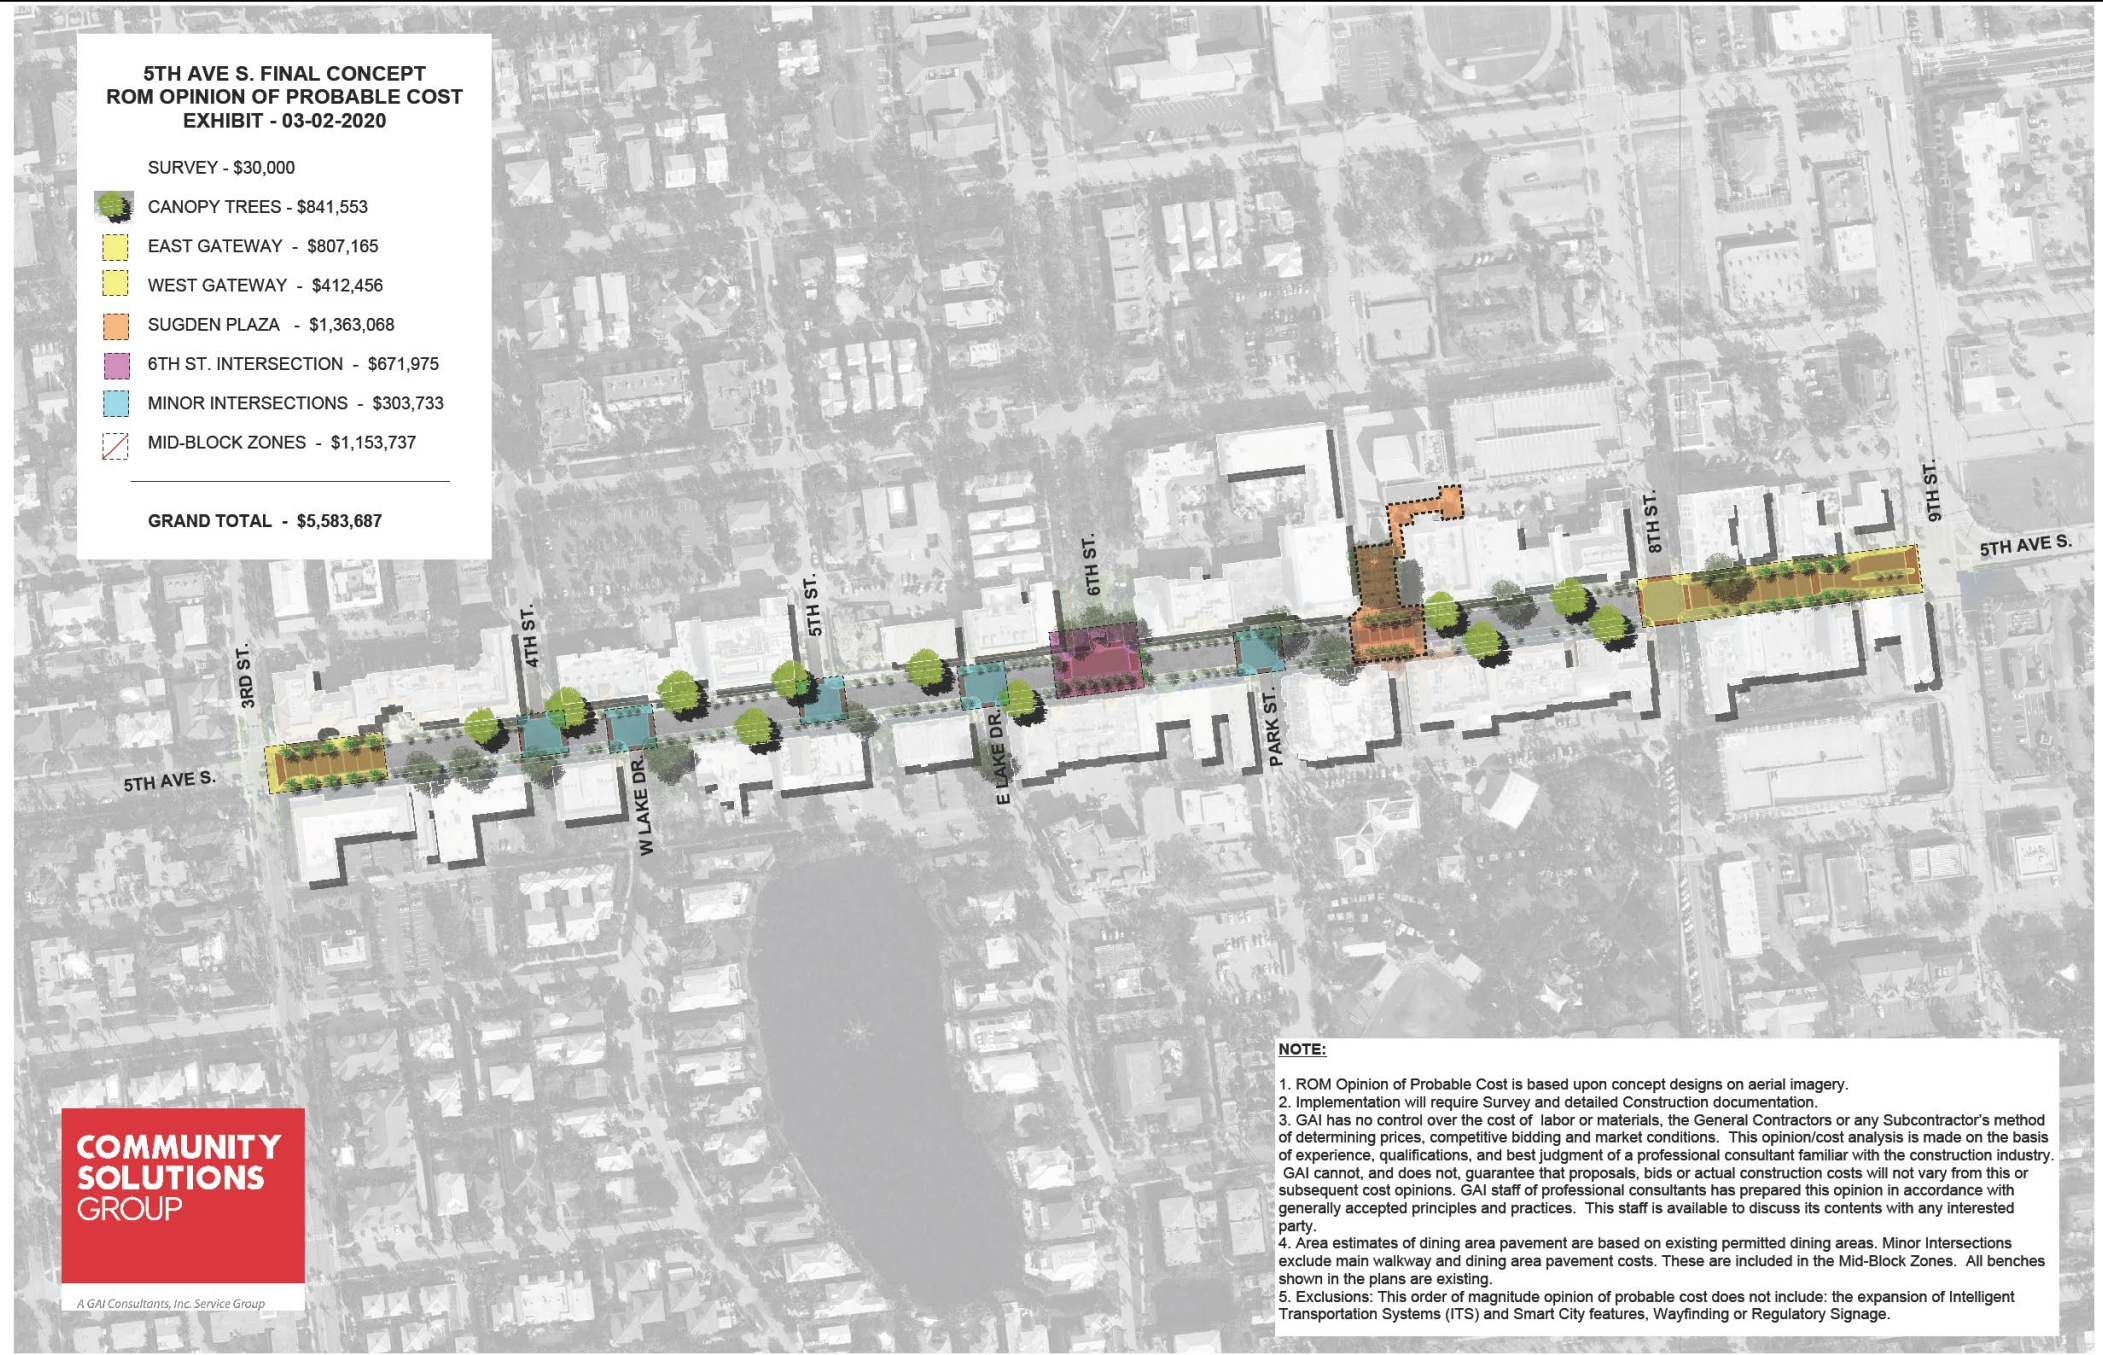 5TH AVE S. FINAL CONCEPT
ROM OPINION OF PROBABLE COST
EXHIBIT - 03-02-2020
SURVEY - $30,000
CANOPY TREES - $841,553
EAST GATEWAY - $807,165
WEST GATEWAY - $412,456
SUGDEN PLAZA - $1,363,068
6TH ST. INTERSECTION - $671,975
MINOR INTERSECTIONS - $303,733
MID-BLOCK ZONES - $1,153,737
GRAND TOTAL - $5,583,687
5TH AVE S.
3RD ST.
4TH ST.
W LAKE DR.
5TH ST.
E LAKE DR.
6TH ST.
PARK ST.
8TH ST.
9TH ST.
5TH AVE S.
NOTE:
1. ROM Opinion of Probable Cost is based upon concept designs on aerial imagery.
2. Implementation will require Survey and detailed Construction documentation.
3. GAI has no control over the cost of labor or materials, the General Contractors or any Subcontractor's method
of determining prices, competitive bidding and market conditions. This opinion/cost analysis is made on the basis
of experience, qualifications, and best judgment of a professional consultant familiar with the construction industry.
GAI cannot, and does not, guarantee that proposals, bids or actual construction costs will not vary from this or
subsequent cost opinions. GAI staff of professional consultants has prepared this opinion in accordance with
generally accepted principles and practices. This staff is available to discuss its contents with any interested
party.
4. Area estimates of dining area pavement are based on existing permitted dining areas. Minor Intersections
exclude main walkway and dining area pavement costs. These are included in the Mid-Block Zones. All benches
shown in the plans are existing.
5. Exclusions: This order of magnitude opinion of probable cost does not include: the expansion of Intelligent
Transportation Systems (ITS) and Smart City features, Wayfinding or Regulatory Signage.
COMMUNITY
SOLUTIONS
GROUP
A GAI Consultants, Inc. Service Group